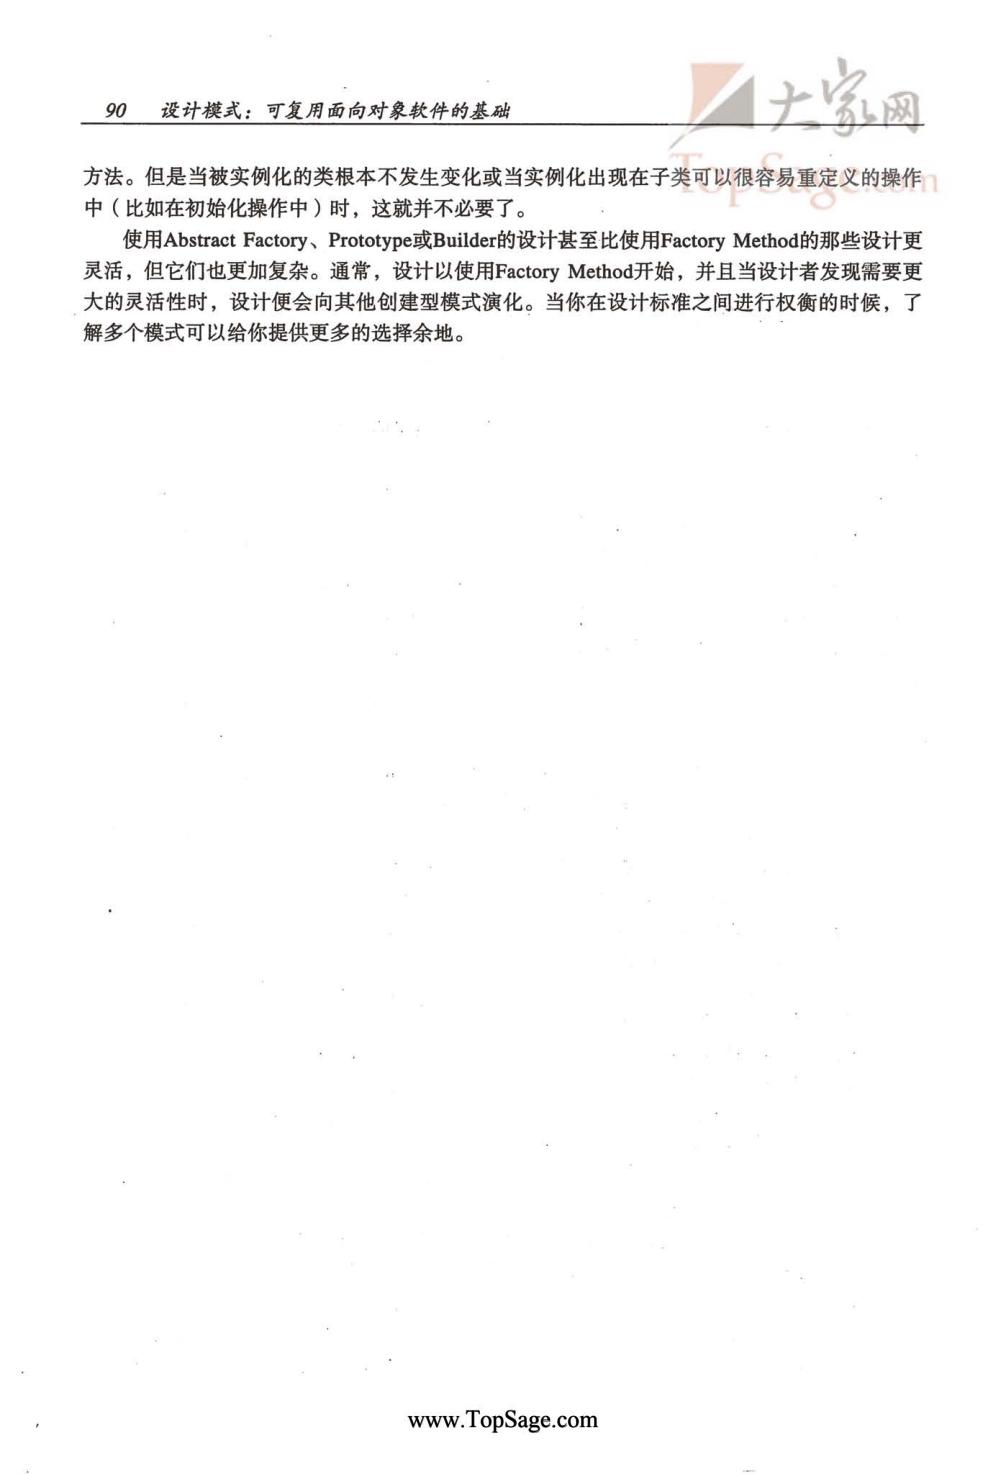 90 设计模式：可复用面向对象软件的基础
大家网
TopSage.com
方法。但是当被实例化的类根本不发生变化或当实例化出现在子类可以很容易重定义的操作
中（比如在初始化操作中）时，这就并不必要了。
使用Abstract Factory、Prototype或Builder的设计甚至比使用Factory Method的那些设计更
灵活，但它们也更加复杂。通常，设计以使用Factory Method开始，并且当设计者发现需要更
大的灵活性时，设计便会向其他创建型模式演化。当你在设计标准之间进行权衡的时候，了
解多个模式可以给你提供更多的选择余地。
www.TopSage.com